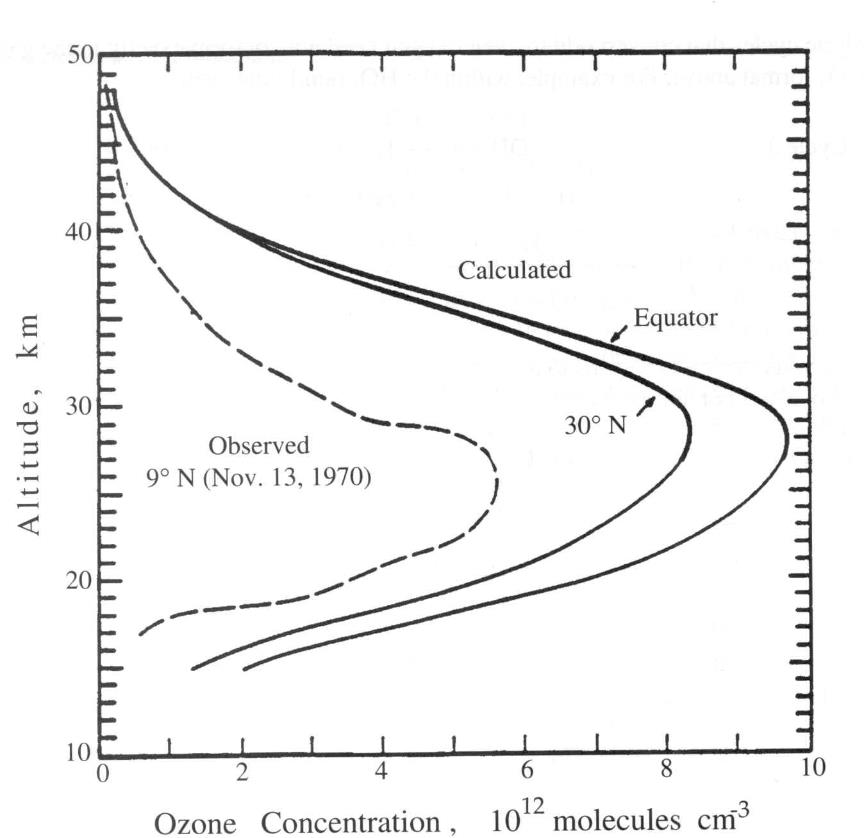 50
40
30
20
10
Altitude, km
Calculated
Equator
30° N
Observed
9° N (Nov. 13, 1970)
0 2 4 6 8 10
Ozone Concentration, 10¹² molecules cm⁻³